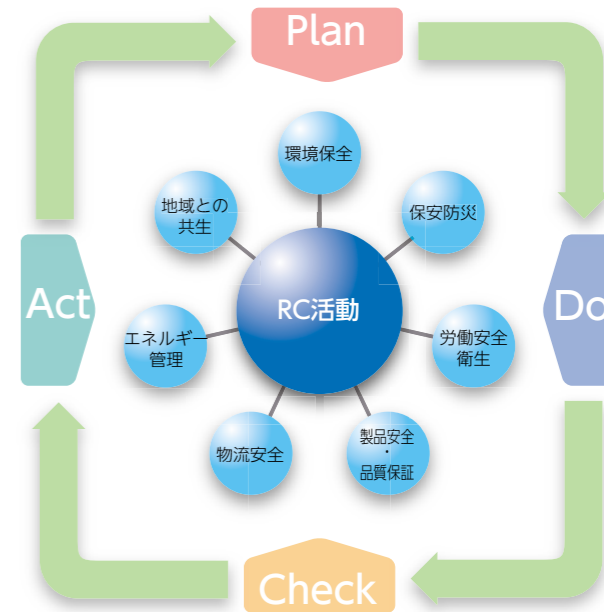 Plan
環境保全
地域との
共生
保安防災
Act
RC活動
Do
エネルギー
管理
労働安全
衛生
物流安全
製品安全
・
品質保証
Check